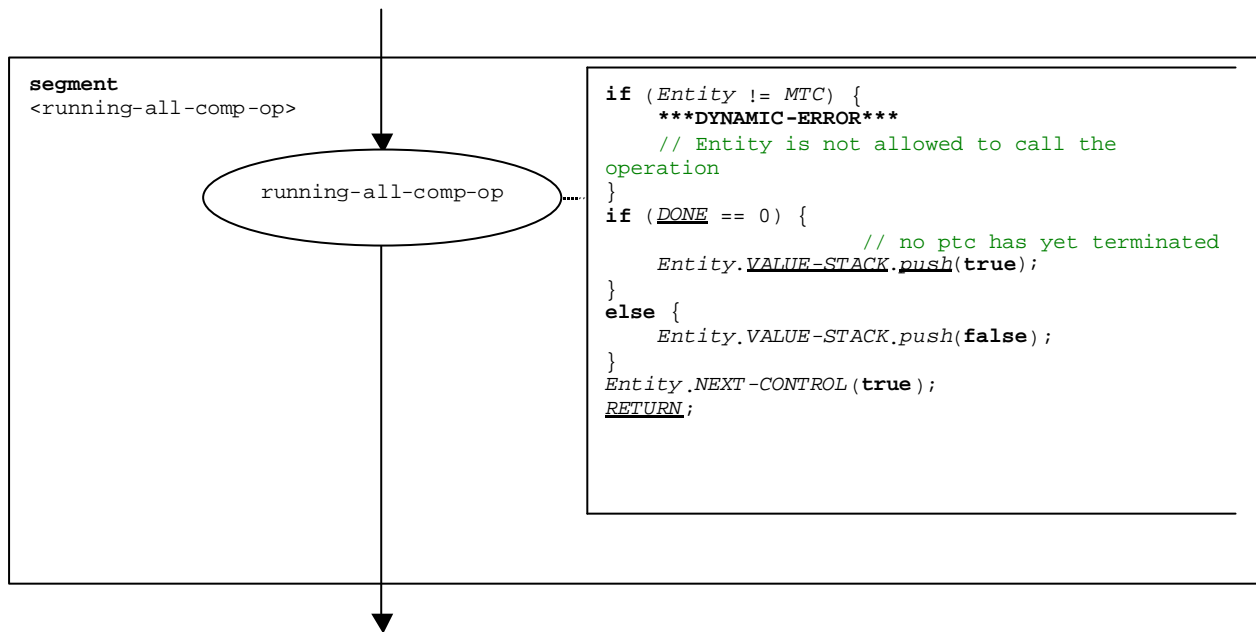 segment
<running-all-comp-op>
running-all-comp-op
if (Entity != MTC) {
***DYNAMIC-ERROR***
// Entity is not allowed to call the
operation
}
if (DONE == 0) {
// no ptc has yet terminated
Entity.VALUE-STACK.push(true);
}
else {
Entity.VALUE-STACK.push(false);
}
Entity.NEXT-CONTROL(true);
RETURN;